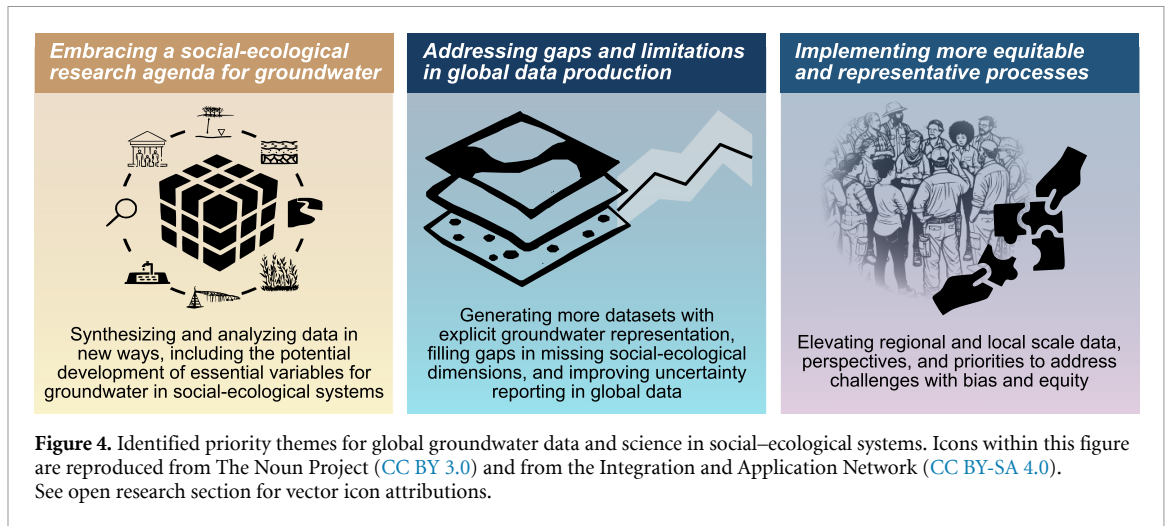 Embracing a social-ecological
research agenda for groundwater
Synthesizing and analyzing data in
new ways, including the potential
development of essential variables for
groundwater in social-ecological systems
Addressing gaps and limitations
in global data production
Generating more datasets with
explicit groundwater representation,
filling gaps in missing social-ecological
dimensions, and improving uncertainty
reporting in global data
Implementing more equitable
and representative processes
Elevating regional and local scale data,
perspectives, and priorities to address
challenges with bias and equity
Figure 4. Identified priority themes for global groundwater data and science in social–ecological systems. Icons within this figure
are reproduced from The Noun Project (CC BY 3.0) and from the Integration and Application Network (CC BY-SA 4.0).
See open research section for vector icon attributions.